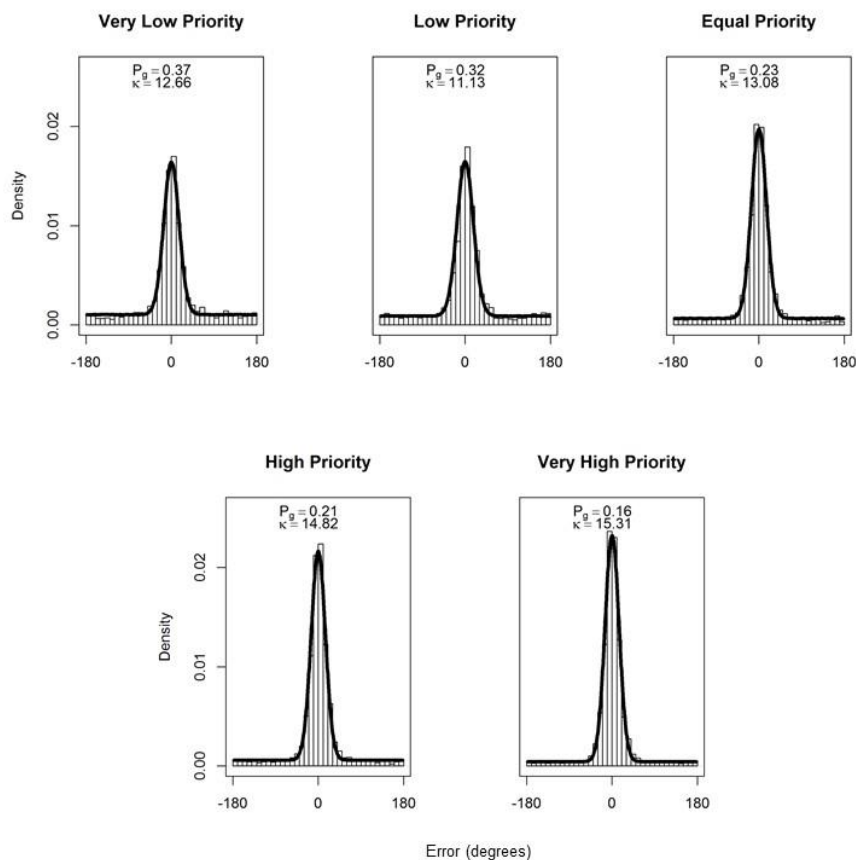 Very Low Priority
Low Priority
Equal Priority
Pg = 0.37
κ = 12.66
Pg = 0.32
κ = 11.13
Pg = 0.23
κ = 13.08
Density
0.02
0.01
0.00
-180 0 180
-180 0 180
-180 0 180
High Priority
Very High Priority
Pg = 0.21
κ = 14.82
Pg = 0.16
κ = 15.31
Density
0.02
0.01
0.00
-180 0 180
-180 0 180
Error (degrees)